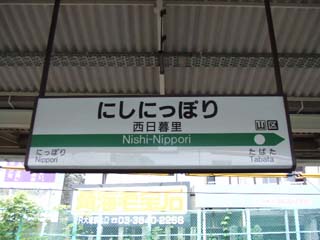 にしにっぽり
西日暮里
山 区
Nishi-Nippori
にっぽり
たばた
Nippori
Tabata
03-3840-2266